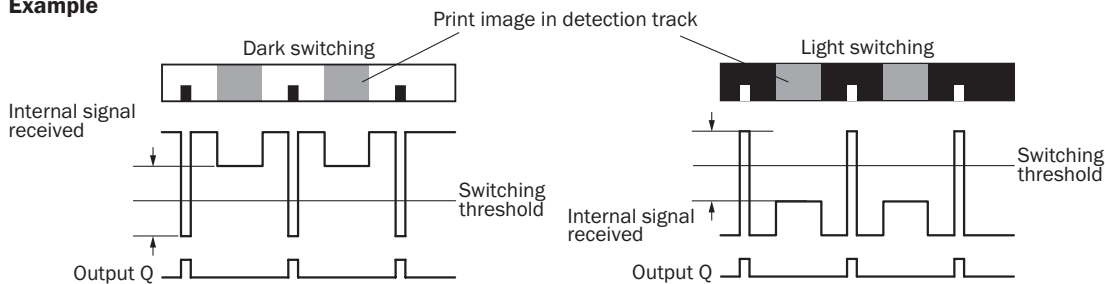 Example
Print image in detection track
Dark switching
Light switching
Internal signal
received
Switching
threshold
Output Q
Switching
threshold
Internal signal
received
Output Q